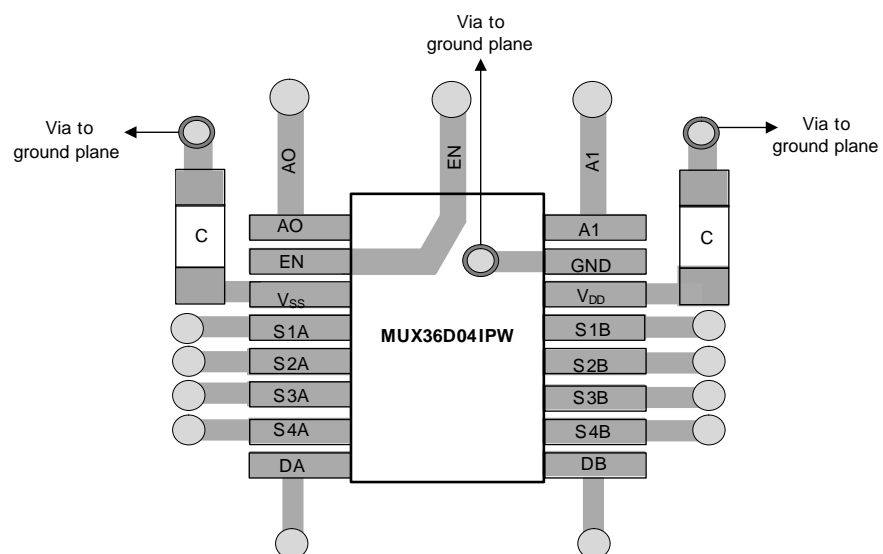 Via to
ground plane
Via to
ground plane
Via to
ground plane
AO
EN
A1
C
C
AO
EN
VSS
S1A
S2A
S3A
S4A
DA
MUX36D04IPW
A1
GND
VDD
S1B
S2B
S3B
S4B
DB